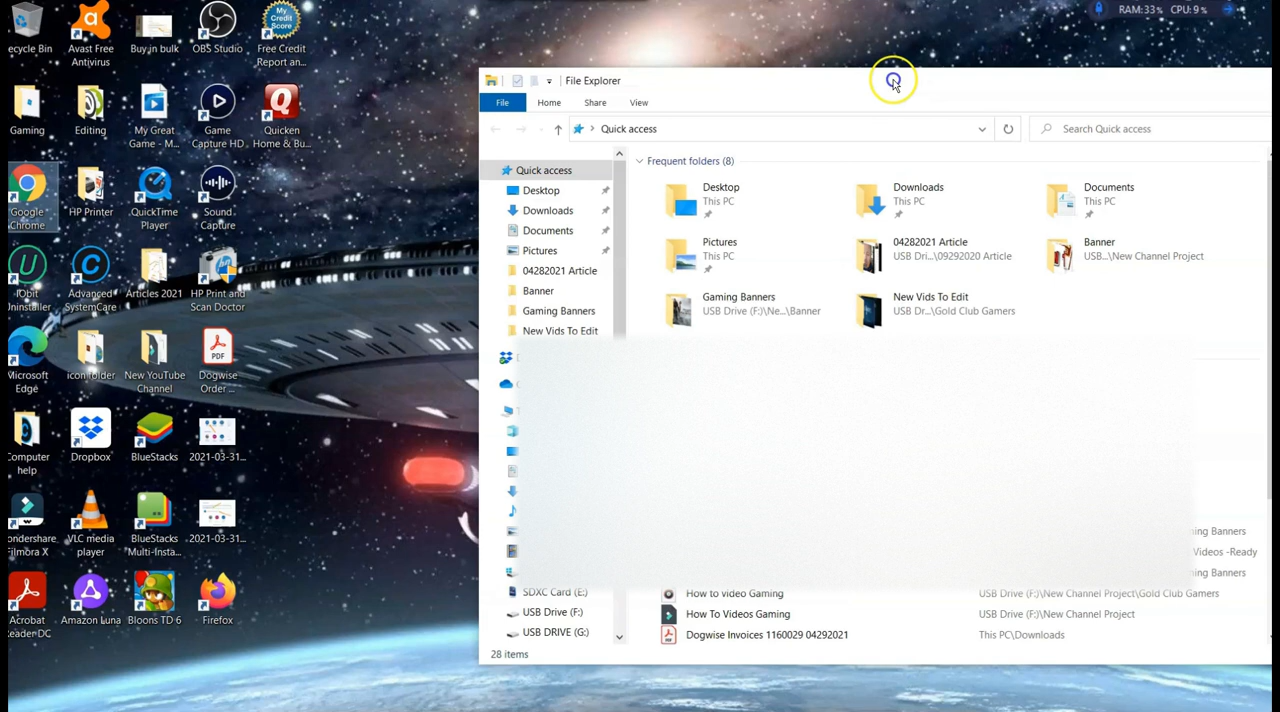 RAM:33% CPU:9%
ecycle Bin
Avast Free
Antivirus
Buy in bulk
OBS Studio
My
Credit
Score
Free Credit
Report an...
Gaming
Editing
My Great
Game - M...
Game
Capture HD
Quicken
Home & Bu...
Google
Chrome
HP Printer
QuickTime
Player
Sound
Capture
IObit
Uninstaller
Advanced
SystemCare
Articles 2021
HP Print and
Scan Doctor
Microsoft
Edge
icon folder
New YouTube
Channel
PDF
Dogwise
Order ...
Computer
help
Dropbox
BlueStacks
2021-03-31...
ondershare
Filmora X
VLC media
player
BlueStacks
Multi-Insta...
2021-03-31...
Acrobat
Reader DC
Amazon Luna
Bloons TD 6
Firefox
File Explorer
File
Home
Share
View
Quick access
Search Quick access
Quick access
Desktop
Downloads
Documents
Pictures
04282021 Article
Banner
Gaming Banners
New Vids To Edit
SDXC Card (E:)
USB Drive (F:)
USB DRIVE (G:)
Frequent folders (8)
Desktop
This PC
Downloads
This PC
Documents
This PC
Pictures
This PC
04282021 Article
USB Dri...\09292020 Article
Banner
USB...\New Channel Project
Gaming Banners
USB Drive (F:)\Ne...\Banner
New Vids To Edit
USB Dr...\Gold Club Gamers
ing Banners
Videos -Ready
ing Banners
How to video Gaming
USB Drive (F:)\New Channel Project\Gold Club Gamers
How To Videos Gaming
USB Drive (F:)\New Channel Project
Dogwise Invoices 1160029 04292021
This PC\Downloads
28 items